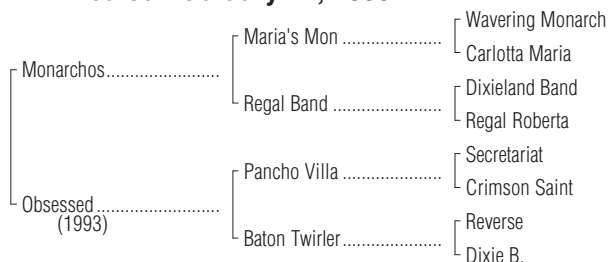 Wavering Monarch
Maria's Mon
Carlotta Maria
Monarchos
Dixieland Band
Regal Band
Regal Roberta
Secretariat
Pancho Villa
Crimson Saint
Obsessed
(1993)
Reverse
Baton Twirler
Dixie B.